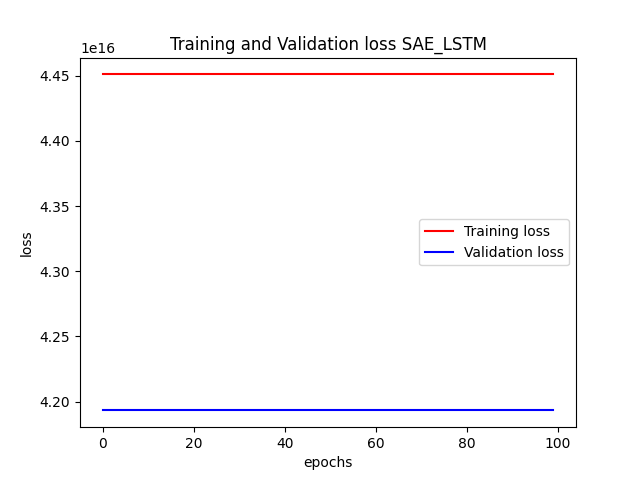 Training and Validation loss SAE_LSTM
1e16
4.45
4.40
4.35
4.30
4.25
4.20
loss
Training loss
Validation loss
0
20
40
60
80
100
epochs